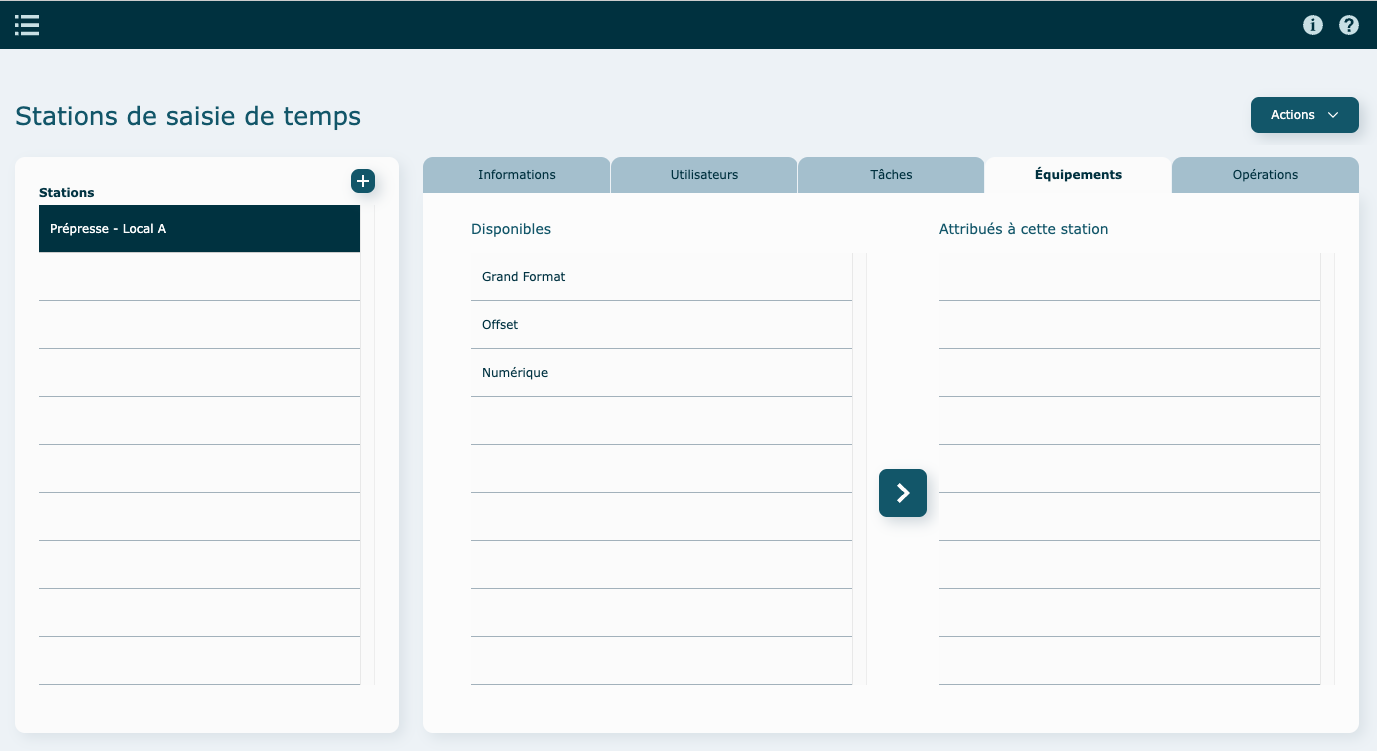 Stations de saisie de temps
Actions
Stations
Prépresse - Local A
Informations
Utilisateurs
Tâches
Équipements
Opérations
Disponibles
Grand Format
Offset
Numérique
Attribués à cette station